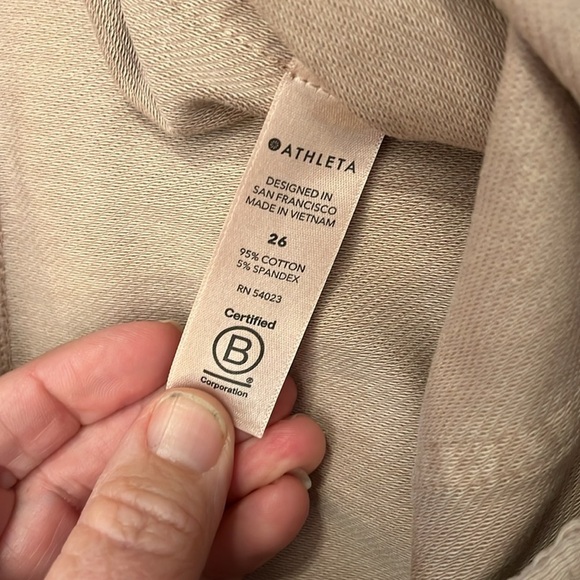 ATHLETA
DESIGNED IN
SAN FRANCISCO
MADE IN VIETNAM
26
95% COTTON
5% SPANDEX
RN 54023
Certified
B
®
Corporation